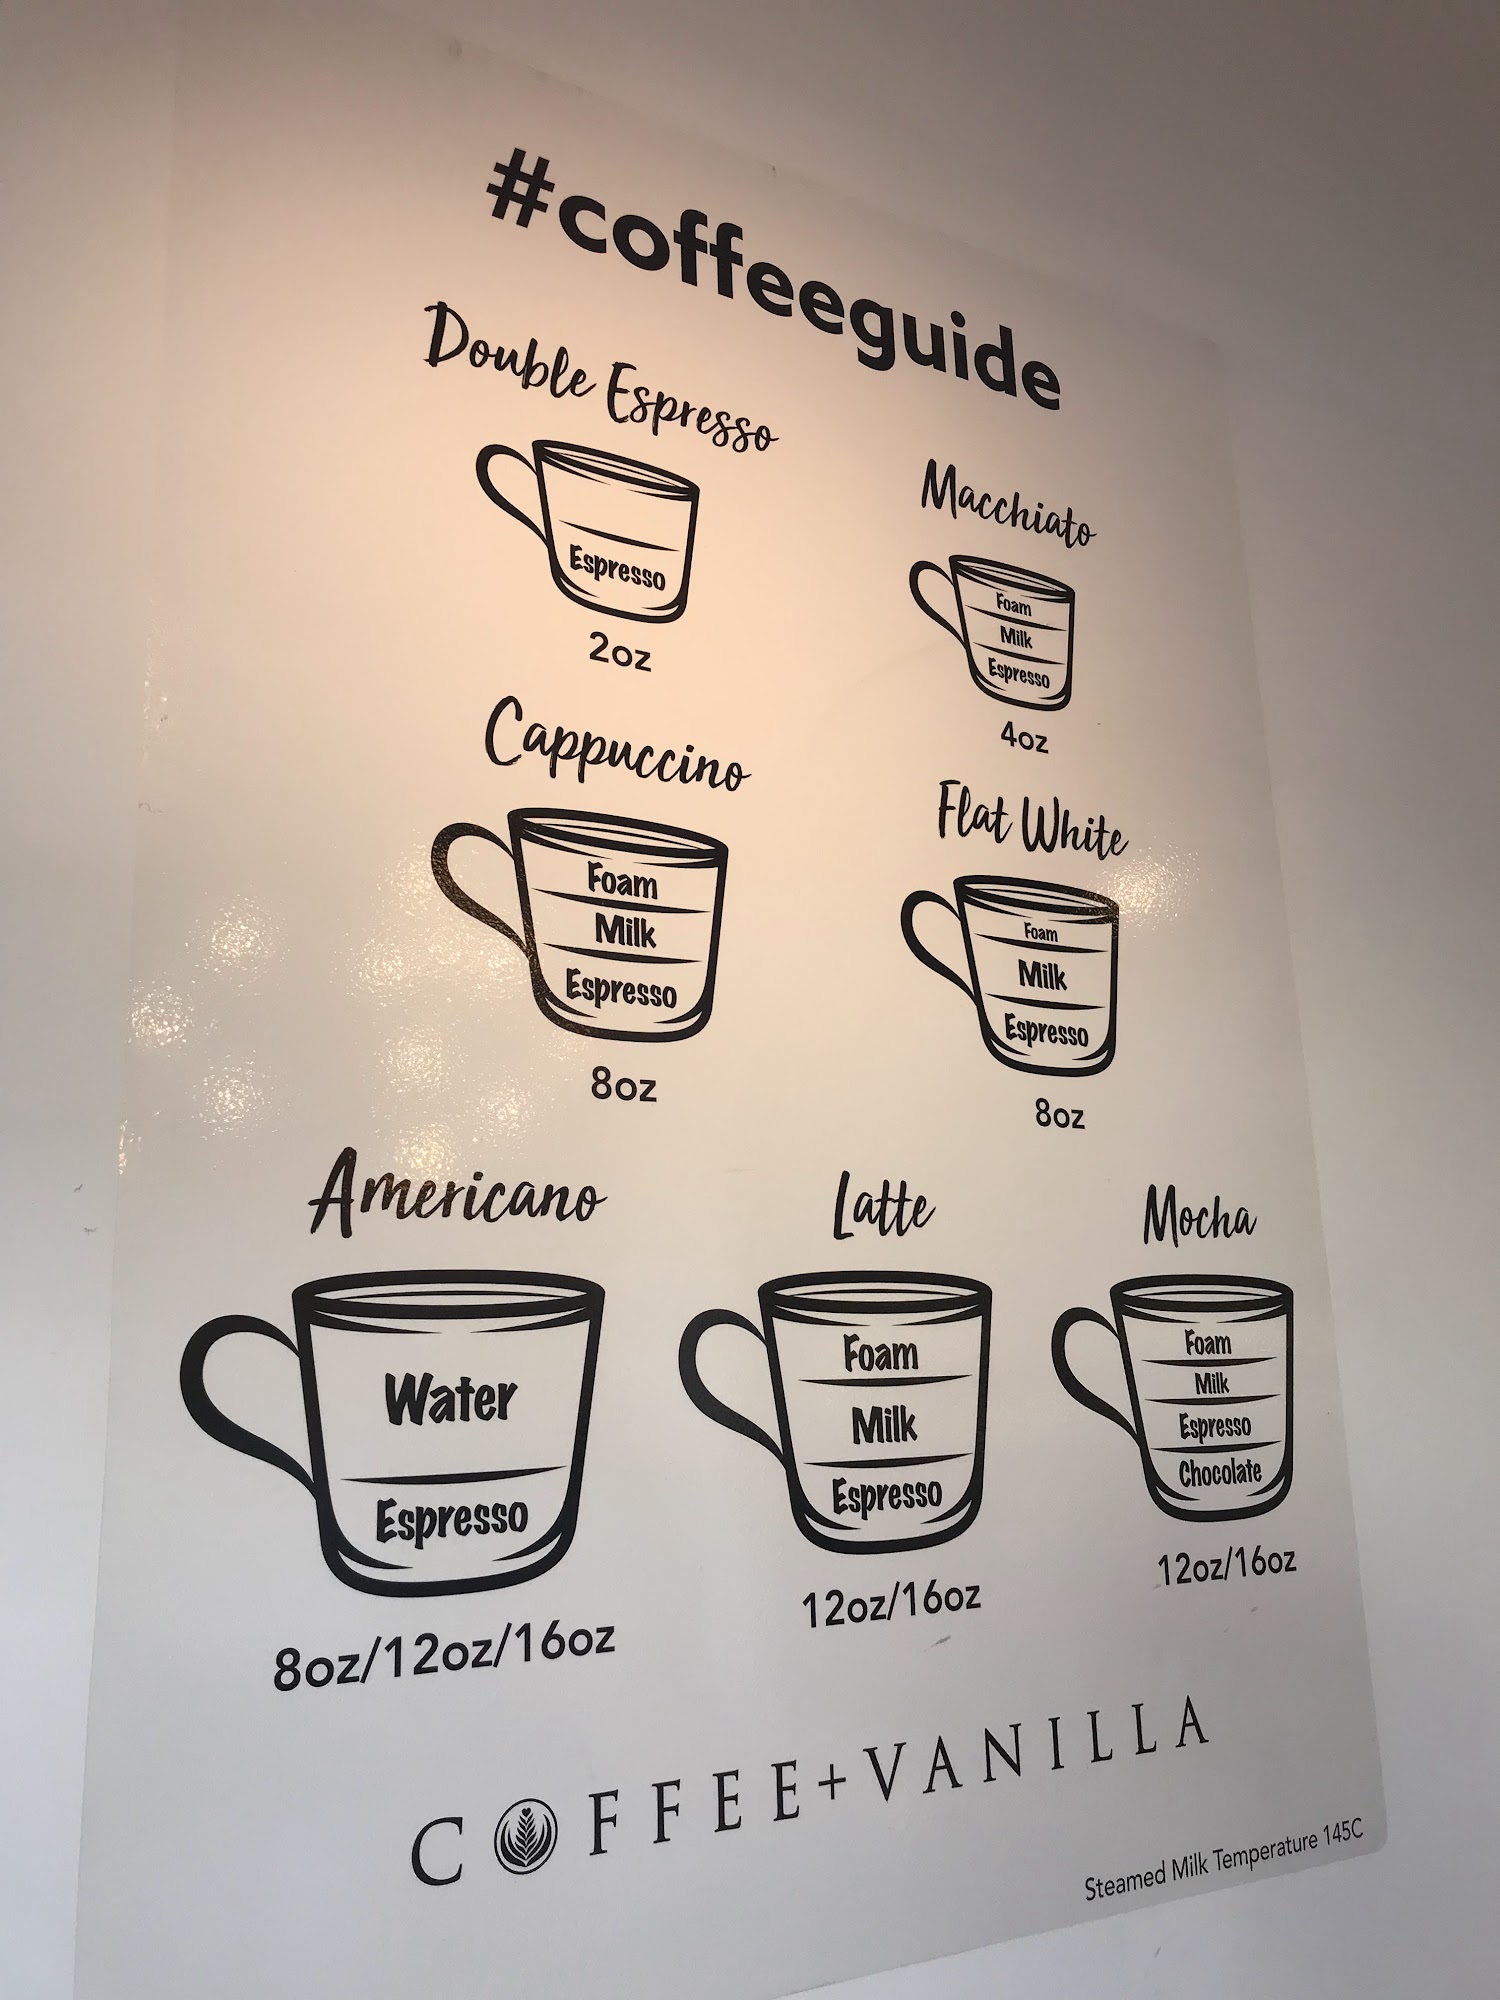 #coffeeguide
Double Espresso
Espresso
2oz
Macchiato
Foam
Milk
Espresso
4oz
Cappuccino
Foam
Milk
Espresso
8oz
Flat White
Foam
Milk
Espresso
8oz
Americano
Water
Espresso
8oz/12oz/16oz
Latte
Foam
Milk
Espresso
12oz/16oz
Mocha
Foam
Milk
Espresso
Chocolate
12oz/16oz
COFFEE+VANILLA
Steamed Milk Temperature 145C